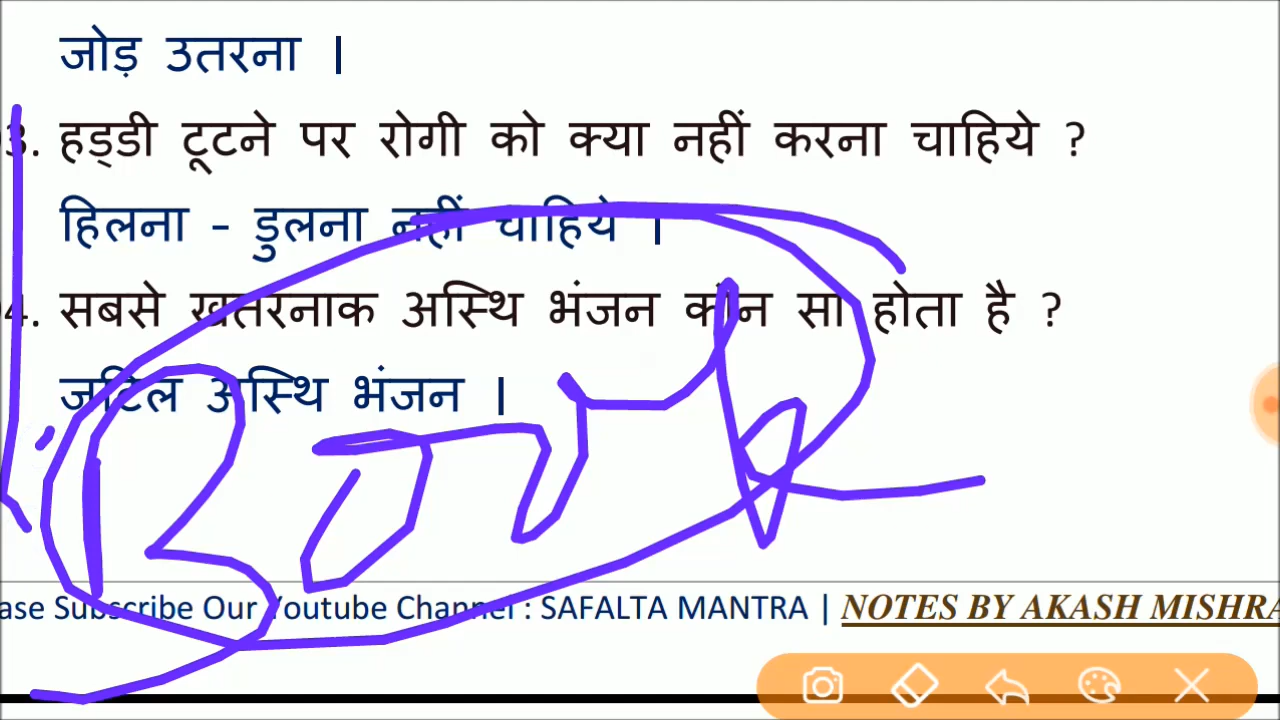 जोड़ उतरना ।
3. हड्डी टूटने पर रोगी को क्या नहीं करना चाहिये ?
हिलना - डुलना नहीं चाहिये ।
4. सबसे खतरनाक अस्थि भंजन कौन सा होता है ?
जटिल अस्थि भंजन ।
ase Subscribe Our Youtube Channel : SAFALTA MANTRA | NOTES BY AKASH MISHRA